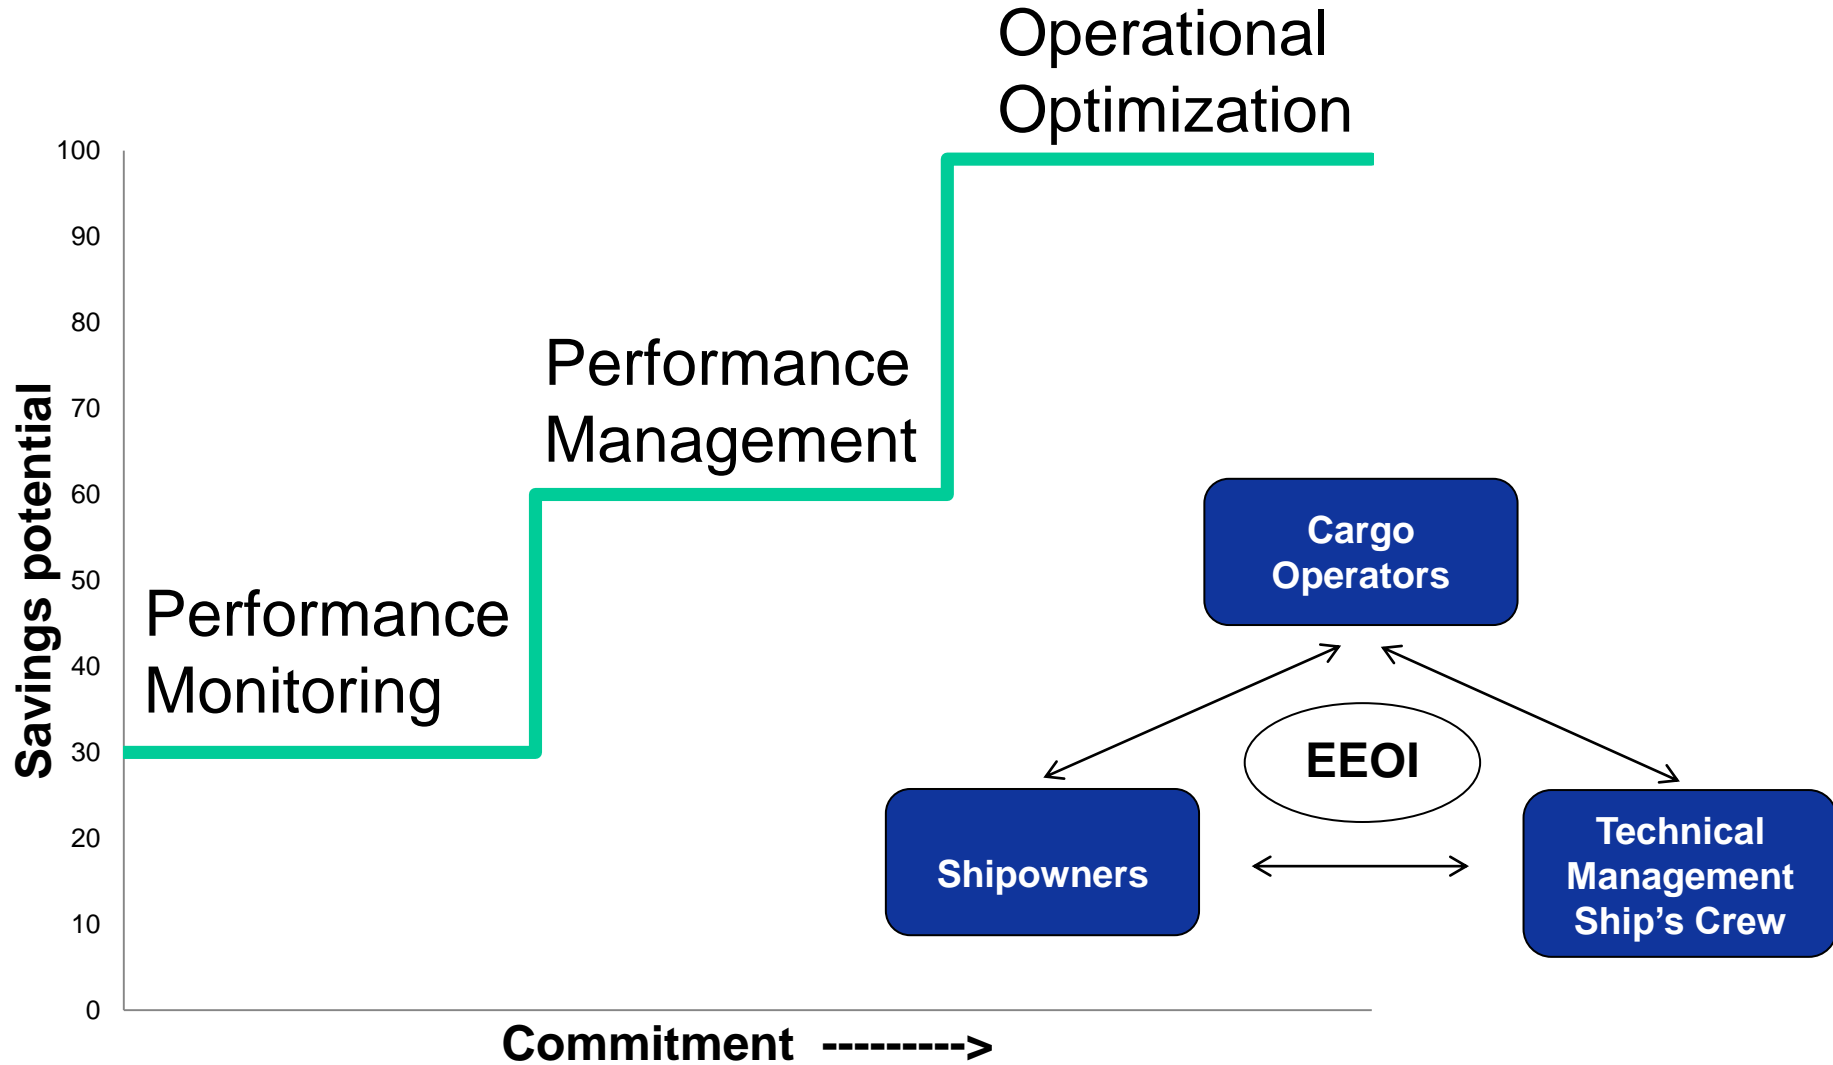 Operational
Optimization
100
90
80
Performance
Management
70
60
50
Performance
Monitoring
40
30
20
10
0
Savings potential
Commitment --------->
Cargo
Operators
EEOI
Shipowners
Technical
Management
Ship’s Crew